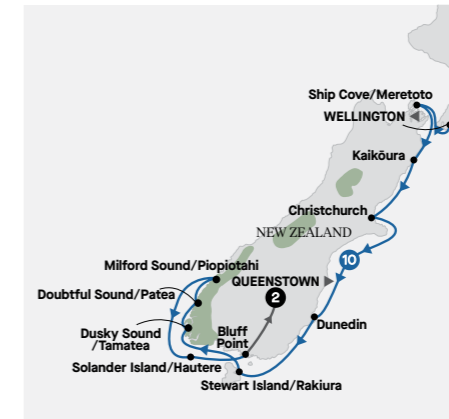 Ship Cove/Meretoto
WELLINGTON
Kaikōura
Christchurch
NEW ZEALAND
10
Milford Sound/Piopiotahi
QUEENSTOWN
2
Doubtful Sound/Patea
Dunedin
Dusky Sound
/Tamatea
Bluff
Point
Solander Island/Hautere
Stewart Island/Rakiura